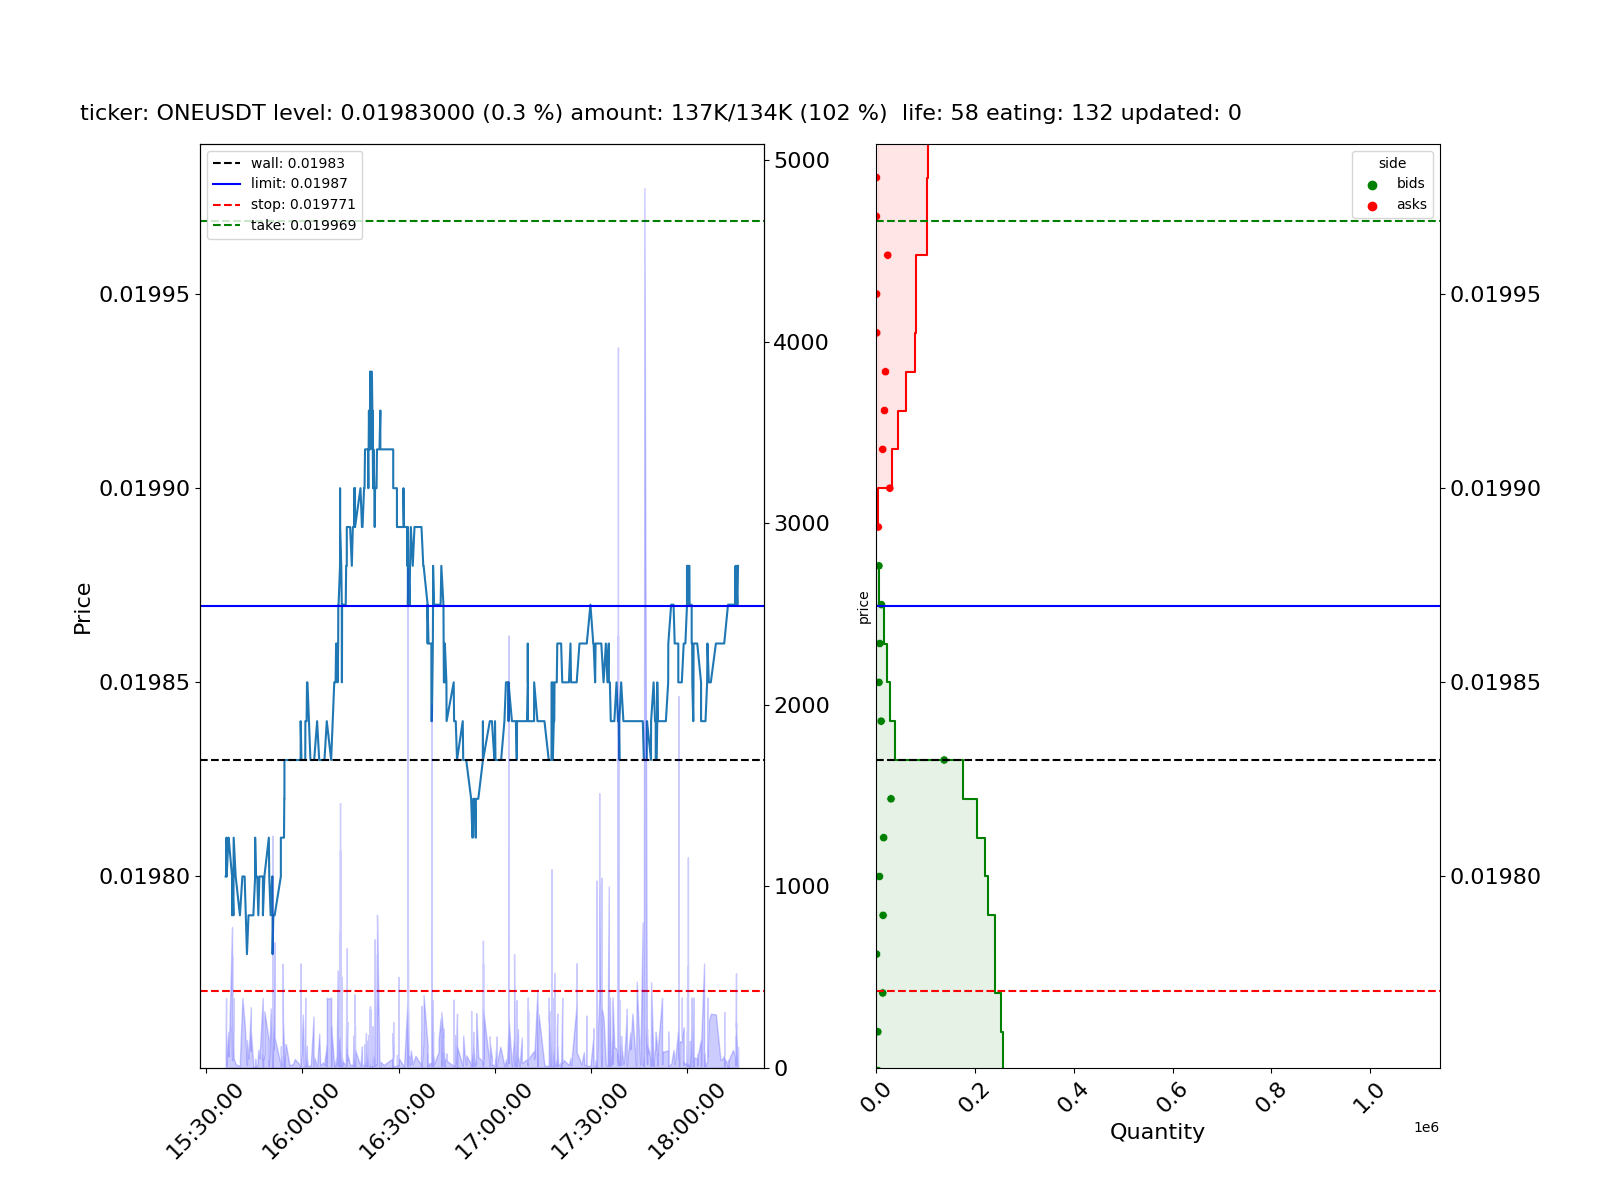 ticker: ONEUSDT level: 0.01983000 (0.3 %) amount: 137K/134K (102 %)  life: 58 eating: 132 updated: 0
wall: 0.01983
limit: 0.01987
stop: 0.019771
take: 0.019969
Price
0.01995
0.01990
0.01985
0.01980
5000
4000
3000
2000
1000
0
15:30:00
16:00:00
16:30:00
17:00:00
17:30:00
18:00:00
side
bids
asks
price
0.01995
0.01990
0.01985
0.01980
0.0
0.2
0.4
0.6
0.8
1.0
1e6
Quantity